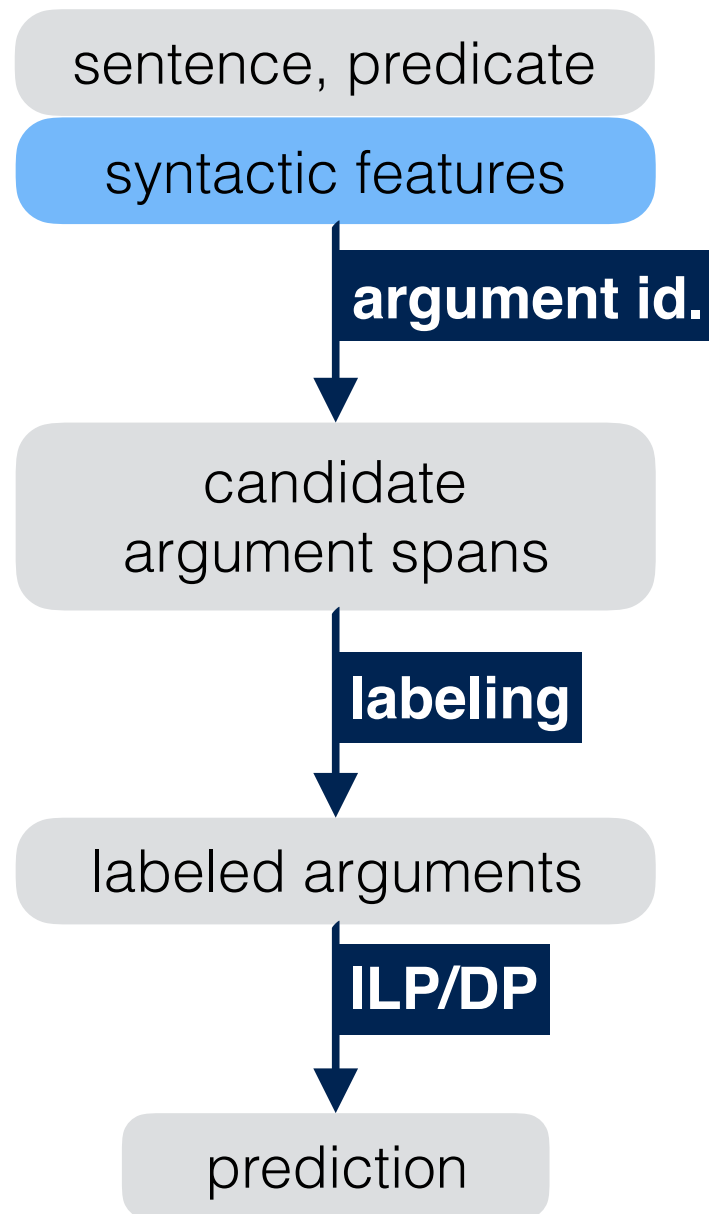 sentence, predicate
syntactic features
argument id.
candidate
argument spans
labeling
labeled arguments
ILP/DP
prediction